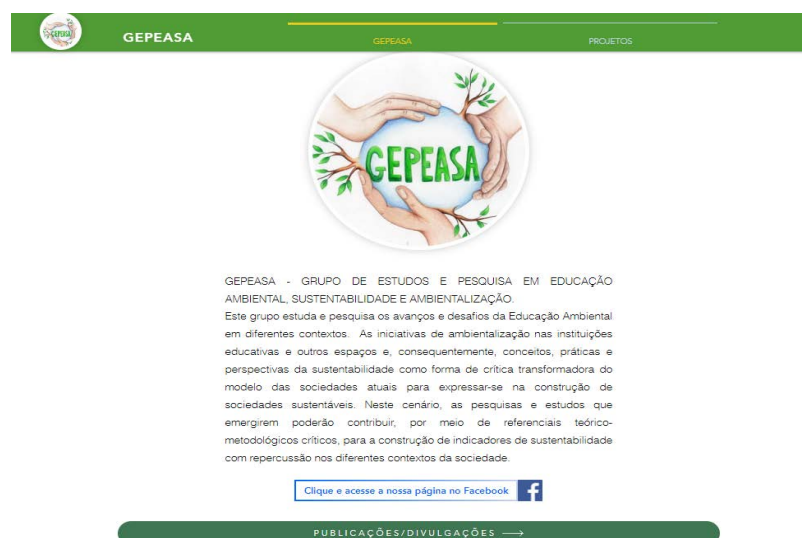 GEPEASA
GEPEASA
GEPEASA
PROJETOS
GEPEASA
GEPEASA - GRUPO DE ESTUDOS E PESQUISA EM EDUCAÇÃO
AMBIENTAL, SUSTENTABILIDADE E AMBIENTALIZAÇÃO.
Este grupo estuda e pesquisa os avanços e desafios da Educação Ambiental
em diferentes contextos. As iniciativas de ambientalização nas instituições
educativas e outros espaços e, consequentemente, conceitos, práticas e
perspectivas da sustentabilidade como forma de crítica transformadora do
modelo das sociedades atuais para expressar-se na construção de
sociedades sustentáveis. Neste cenário, as pesquisas e estudos que
emergirem poderão contribuir, por meio de referenciais teórico-
metodológicos críticos, para a construção de indicadores de sustentabilidade
com repercussão nos diferentes contextos da sociedade.
Clique e acesse a nossa página no Facebook
PUBLICAÇÕES/DIVULGAÇÕES